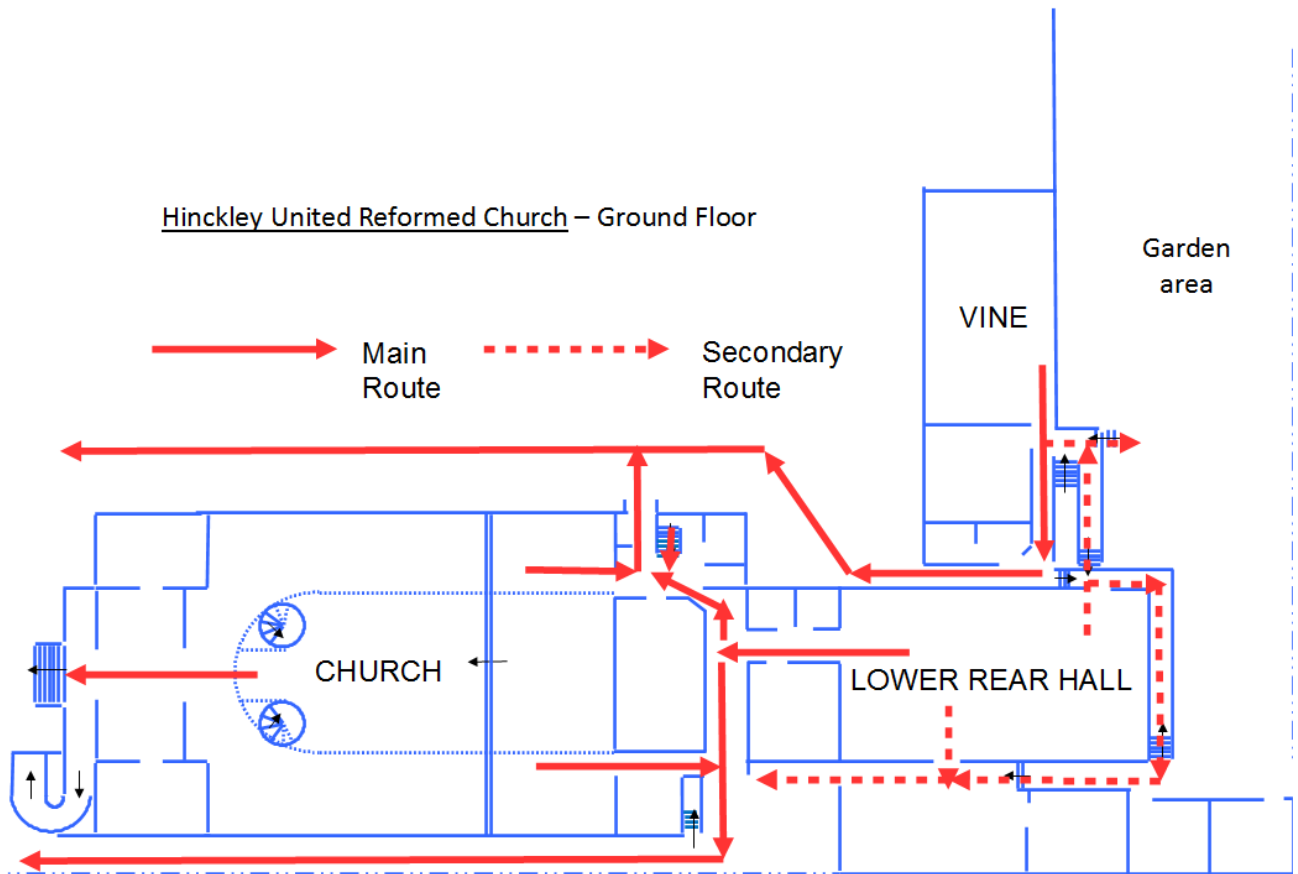 Hinckley United Reformed Church – Ground Floor
Garden
area
VINE
Main
Route
Secondary
Route
CHURCH
LOWER REAR HALL